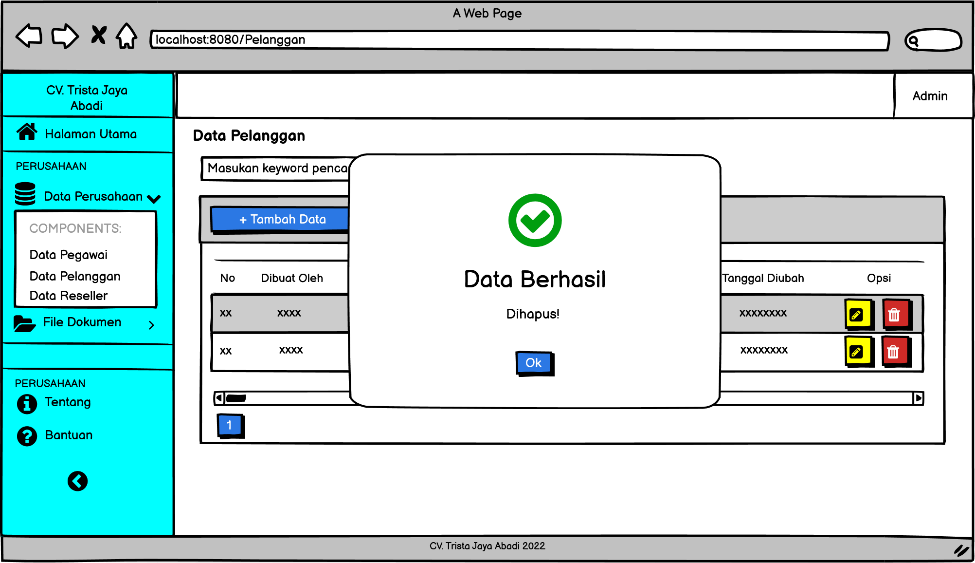 A Web Page
localhost:8080/Pelanggan
CV. Trista Jaya
Abadi
Admin
Halaman Utama
PERUSAHAAN
Data Perusahaan
COMPONENTS:
Data Pegawai
Data Pelanggan
Data Reseller
File Dokumen
PERUSAHAAN
Tentang
Bantuan
Data Pelanggan
Masukan keyword penca
+ Tambah Data
No Dibuat Oleh Tanggal Diubah Opsi
xx xxxx xxxxxxxx
xx xxxx xxxxxxxx
1
Data Berhasil
Dihapus!
Ok
CV. Trista Jaya Abadi 2022